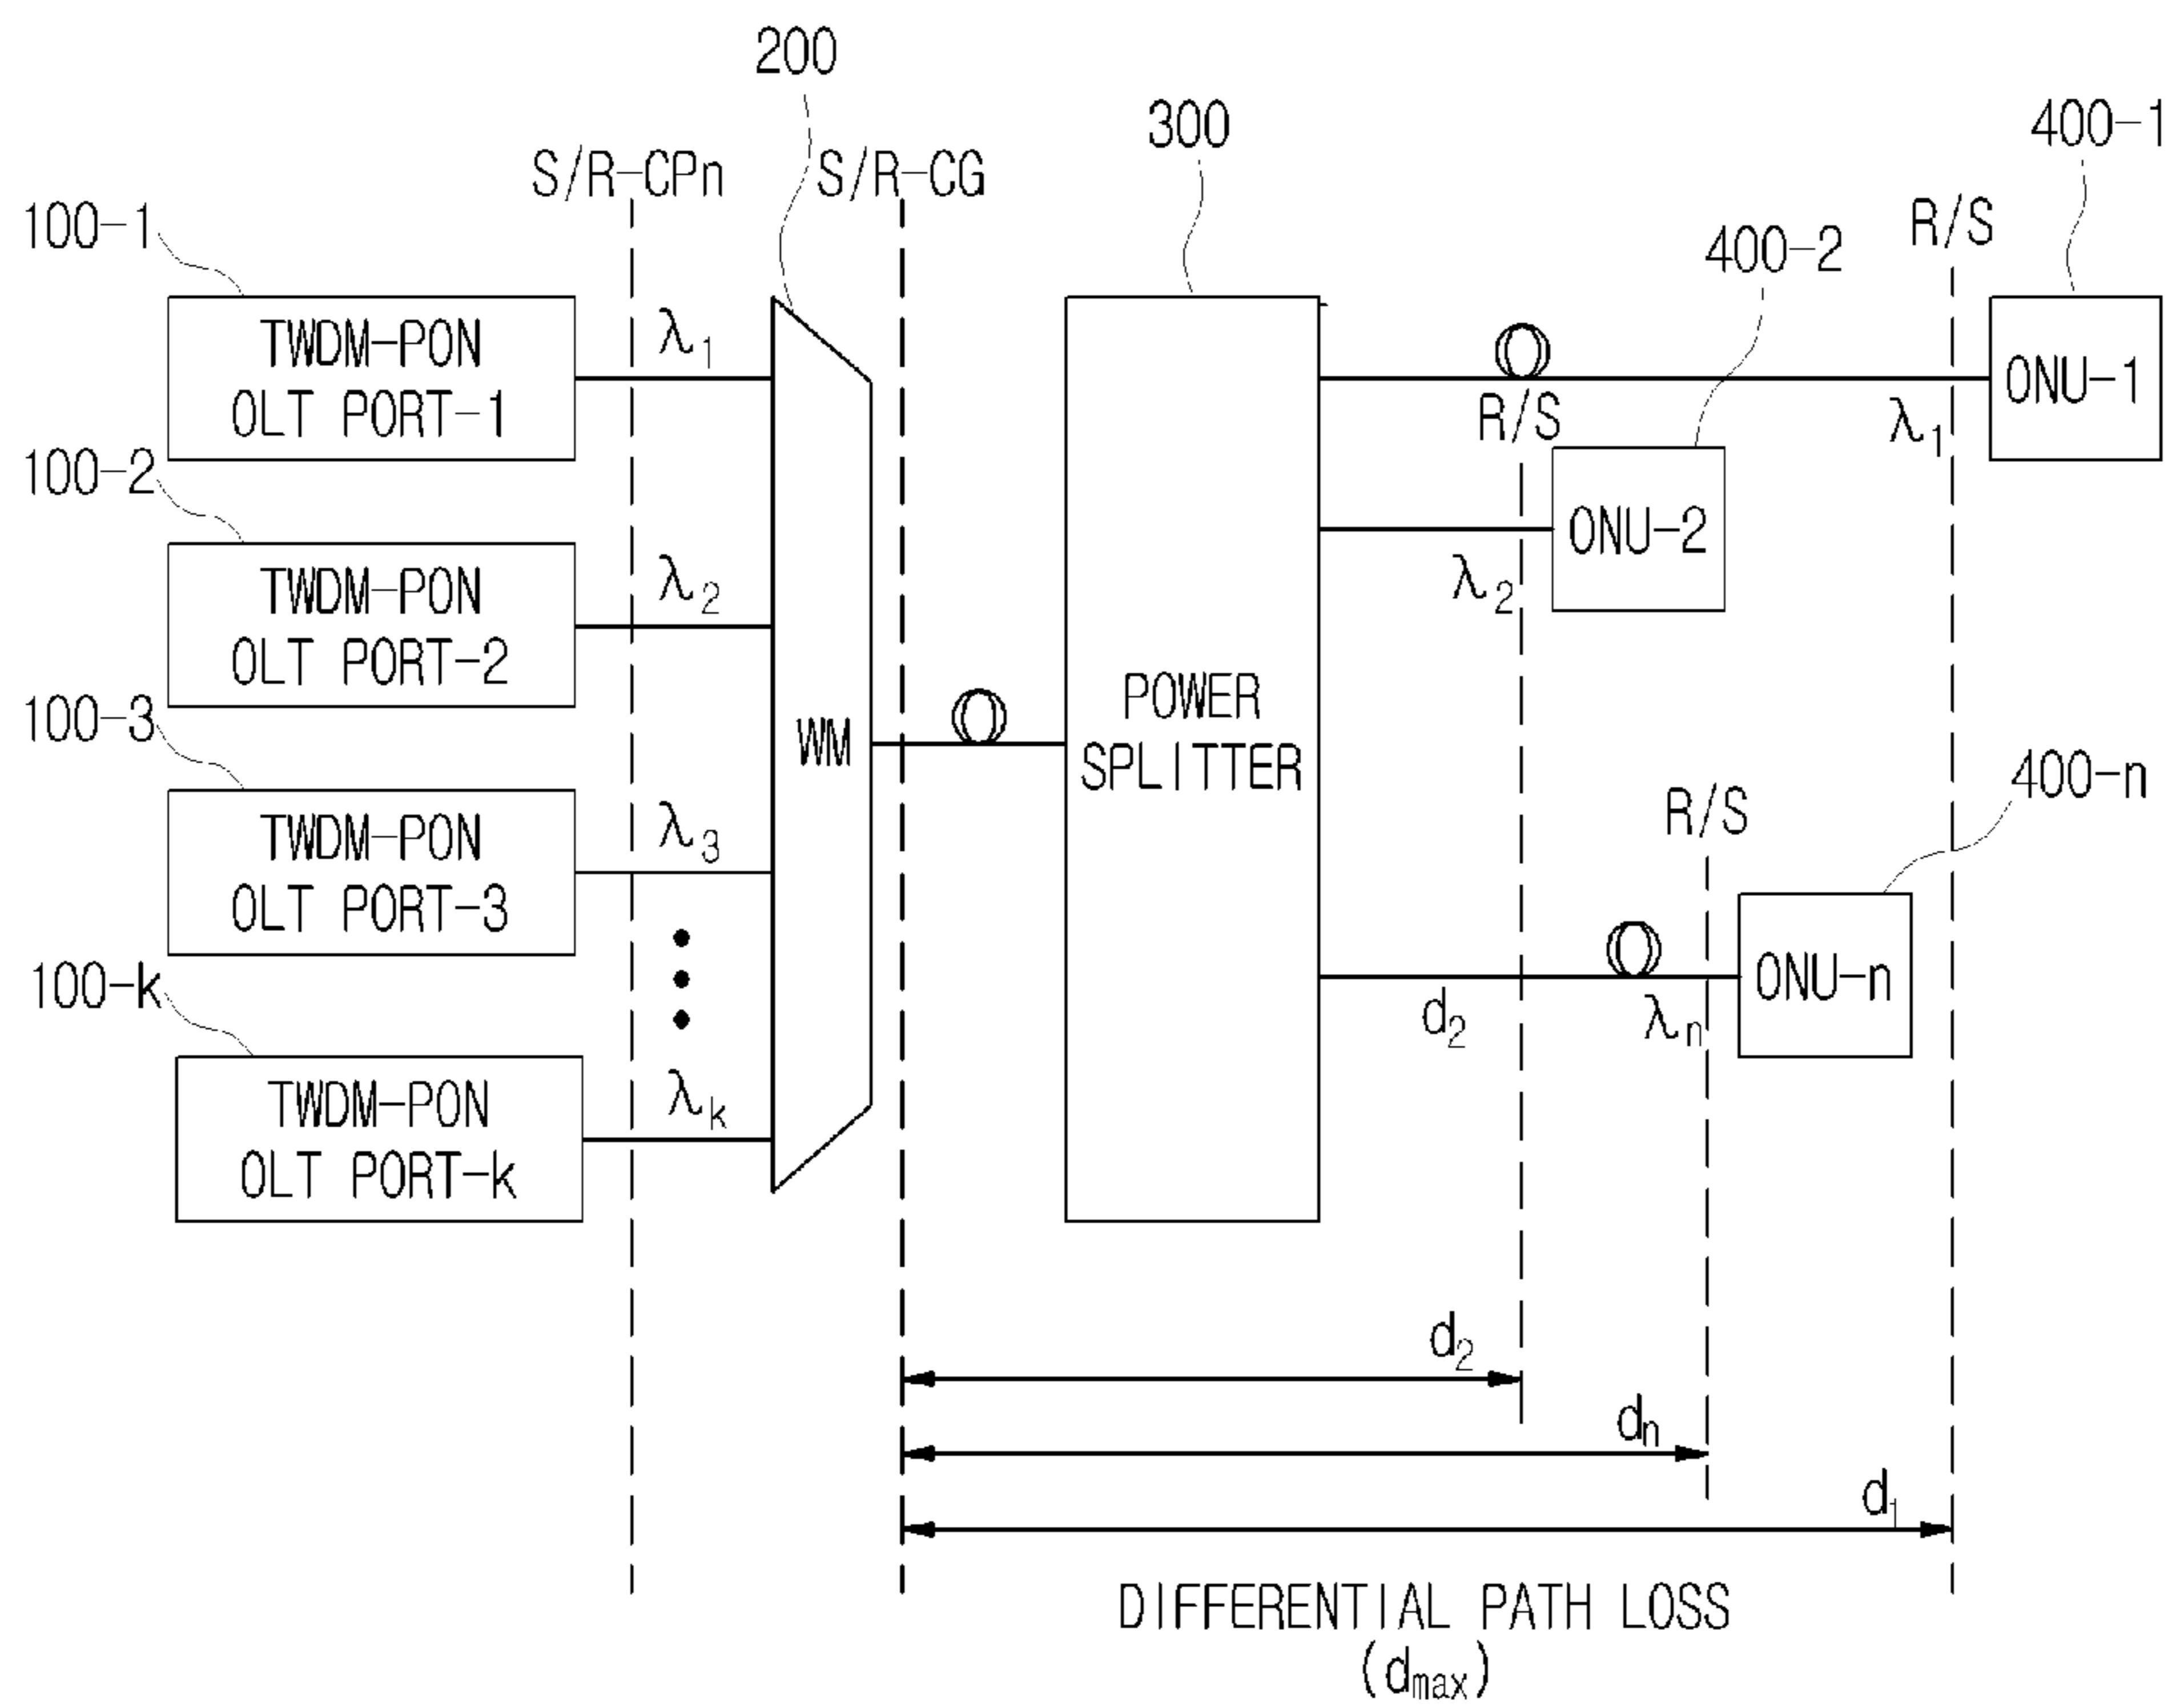 200
300
400-1
S/R-CPn
S/R-CG
R/S
400-2
100-1
TWDM-PON
OLT PORT-1
λ1
R/S
λ1
ONU-1
100-2
TWDM-PON
OLT PORT-2
λ2
ONU-2
λ2
100-3
TWDM-PON
OLT PORT-3
λ3
WM
POWER
SPLITTER
R/S
400-n
100-k
TWDM-PON
OLT PORT-k
λk
d2
λn
ONU-n
d2
dn
d1
DIFFERENTIAL PATH LOSS
(dmax)